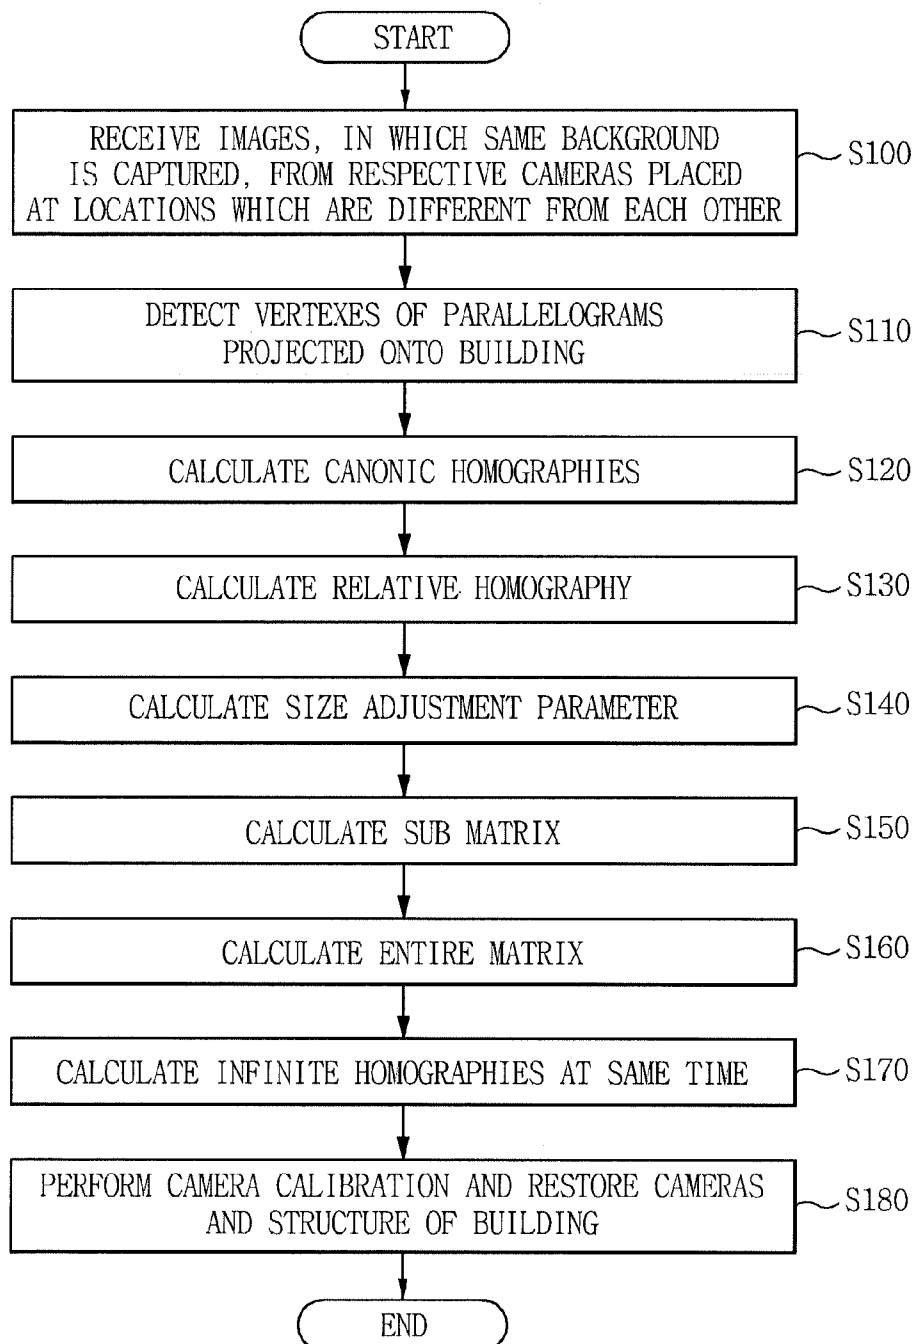 START
RECEIVE IMAGES, IN WHICH SAME BACKGROUND
IS CAPTURED, FROM RESPECTIVE CAMERAS PLACED
AT LOCATIONS WHICH ARE DIFFERENT FROM EACH OTHER
S100
DETECT VERTEXES OF PARALLELOGRAMS
PROJECTED ONTO BUILDING
S110
CALCULATE CANONIC HOMOGRAPHIES
S120
CALCULATE RELATIVE HOMOGRAPHY
S130
CALCULATE SIZE ADJUSTMENT PARAMETER
S140
CALCULATE SUB MATRIX
S150
CALCULATE ENTIRE MATRIX
S160
CALCULATE INFINITE HOMOGRAPHIES AT SAME TIME
S170
PERFORM CAMERA CALIBRATION AND RESTORE CAMERAS
AND STRUCTURE OF BUILDING
S180
END